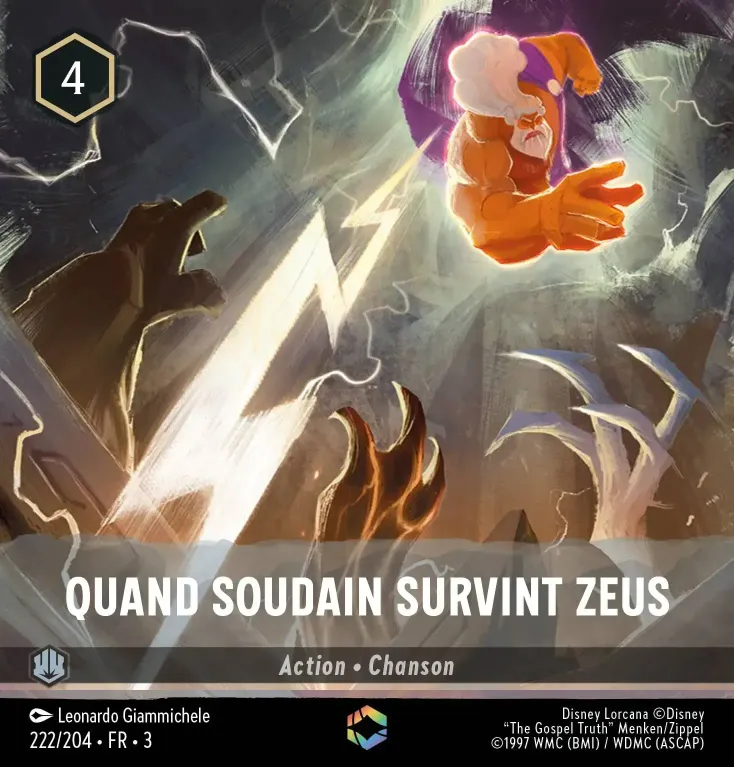 4
QUAND SOUDAIN SURVINT ZEUS
Action • Chanson
Leonardo Giammichele
222/204 • FR • 3
Disney Lorcana ©Disney
“The Gospel Truth” Menken/Zippel
©1997 WMC (BMI) / WDMC (ASCAP)